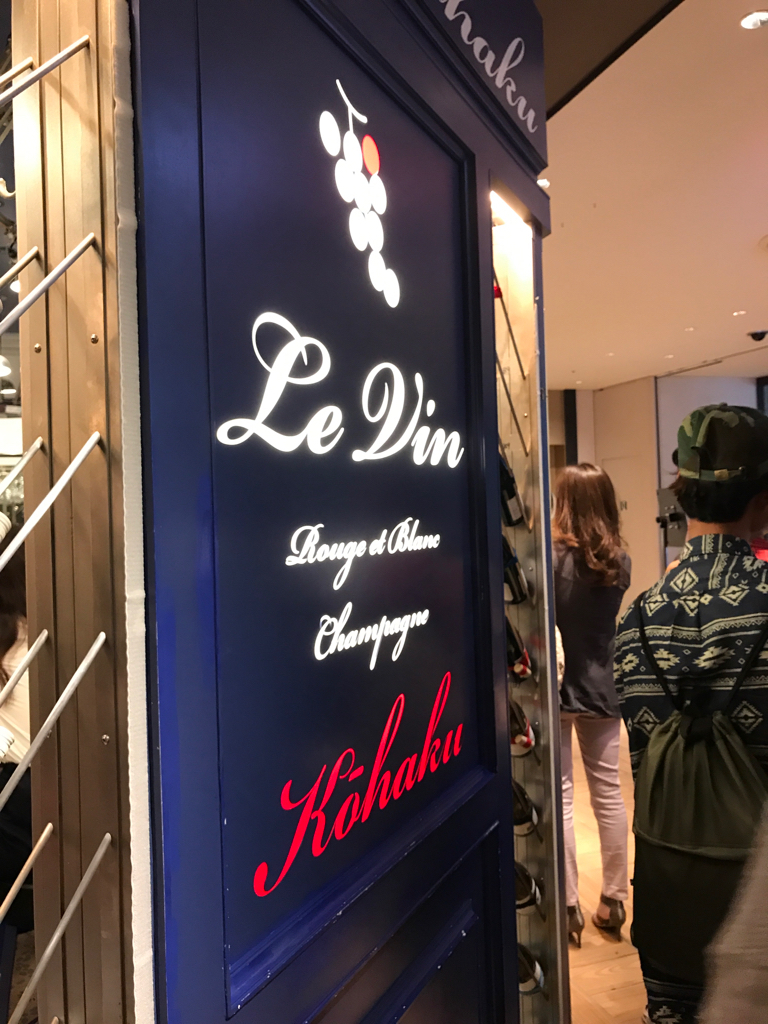 Le Vin
Rouge et Blanc
Champagne
Kōhaku